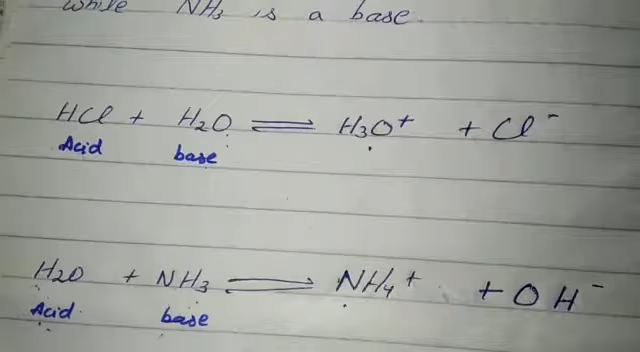 while NH₃ is a base.
HCl + H₂O ⇌ H₃O⁺ + Cl⁻
Acid base
H₂O + NH₃ ⇌ NH₄⁺ + OH⁻
Acid base